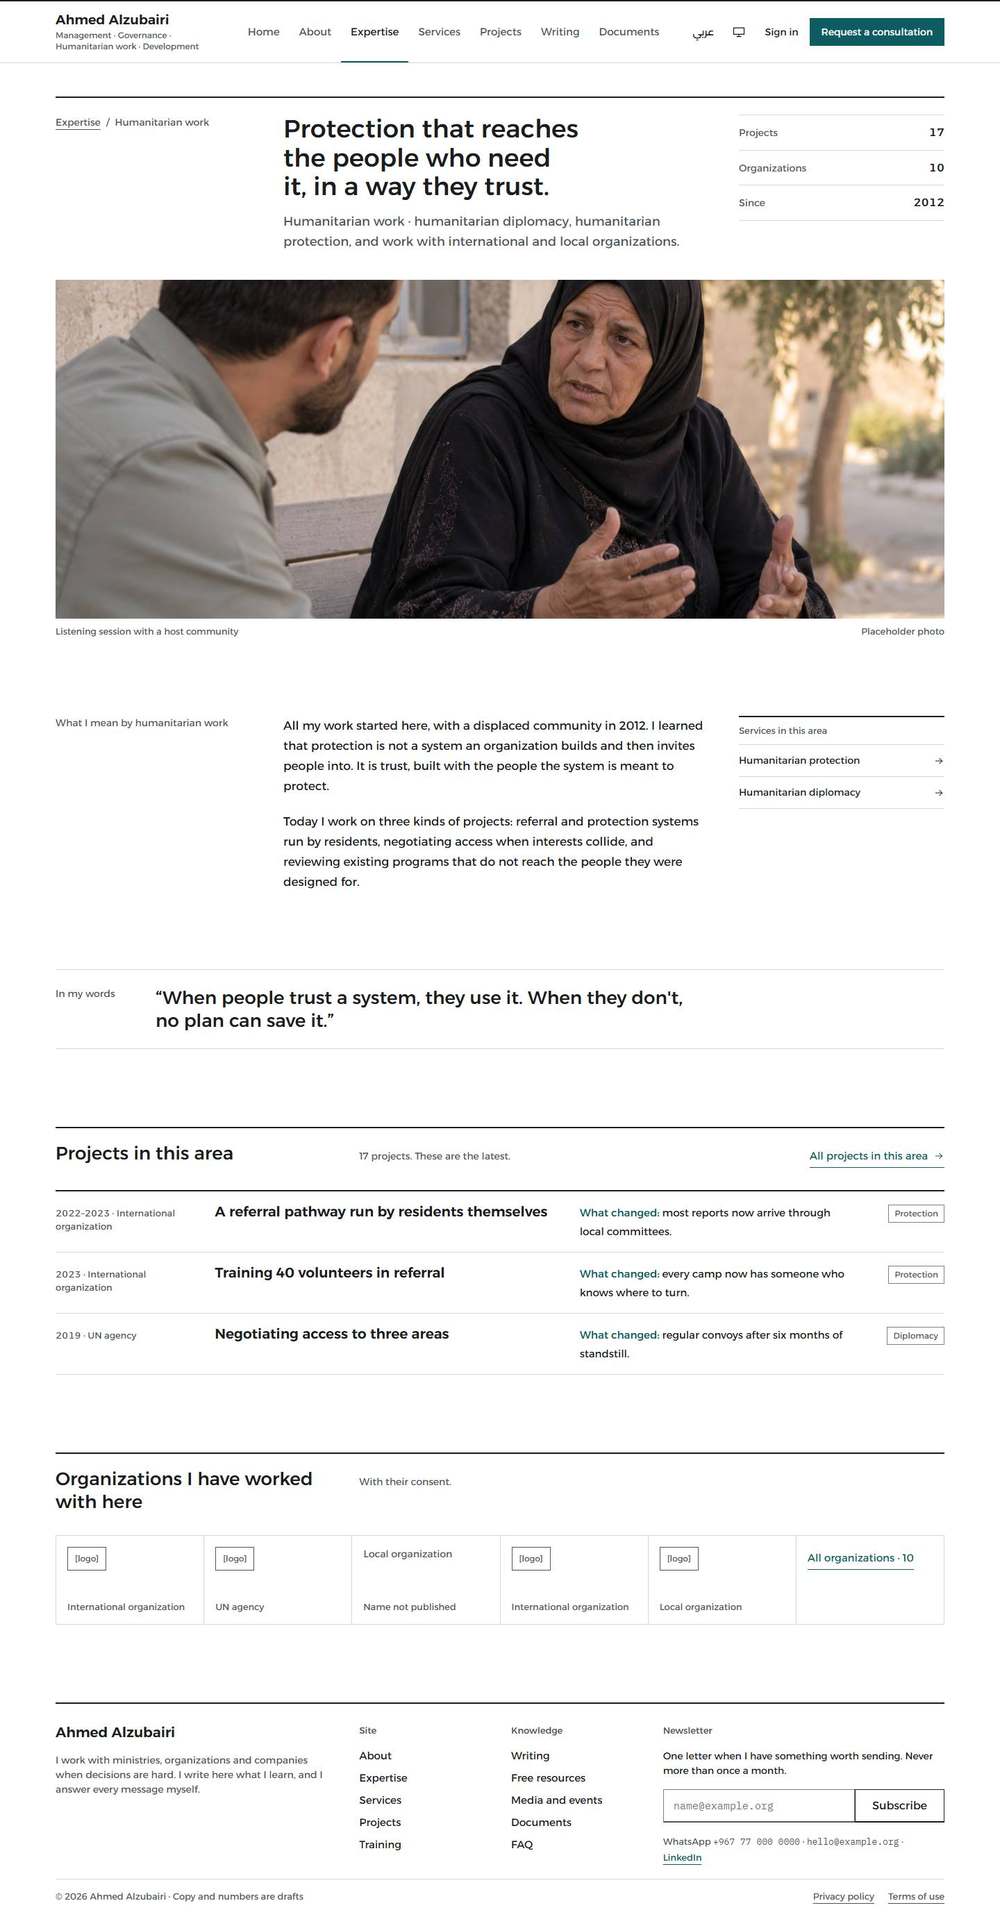 Ahmed Alzubairi
Management · Governance ·
Humanitarian work · Development
Home
About
Expertise
Services
Projects
Writing
Documents
عربي
Sign in
Request a consultation
Expertise / Humanitarian work
Protection that reaches
the people who need
it, in a way they trust.
Humanitarian work · humanitarian diplomacy, humanitarian
protection, and work with international and local organizations.
Projects 17
Organizations 10
Since 2012
Listening session with a host community
Placeholder photo
What I mean by humanitarian work
All my work started here, with a displaced community in 2012. I learned
that protection is not a system an organization builds and then invites
people into. It is trust, built with the people the system is meant to
protect.
Today I work on three kinds of projects: referral and protection systems
run by residents, negotiating access when interests collide, and
reviewing existing programs that do not reach the people they were
designed for.
Services in this area
Humanitarian protection →
Humanitarian diplomacy →
In my words
“When people trust a system, they use it. When they don't,
no plan can save it.”
Projects in this area
17 projects. These are the latest.
All projects in this area →
2022–2023 · International
organization
A referral pathway run by residents themselves
What changed: most reports now arrive through
local committees.
Protection
2023 · International
organization
Training 40 volunteers in referral
What changed: every camp now has someone who
knows where to turn.
Protection
2019 · UN agency
Negotiating access to three areas
What changed: regular convoys after six months of
standstill.
Diplomacy
Organizations I have worked
with here
With their consent.
[logo]
International organization
[logo]
UN agency
Local organization
Name not published
[logo]
International organization
[logo]
Local organization
All organizations · 10
Ahmed Alzubairi
I work with ministries, organizations and companies
when decisions are hard. I write here what I learn, and I
answer every message myself.
Site
About
Expertise
Services
Projects
Training
Knowledge
Writing
Free resources
Media and events
Documents
FAQ
Newsletter
One letter when I have something worth sending. Never
more than once a month.
name@example.org
Subscribe
WhatsApp +967 77 000 0000 · hello@example.org ·
LinkedIn
© 2026 Ahmed Alzubairi · Copy and numbers are drafts
Privacy policy
Terms of use